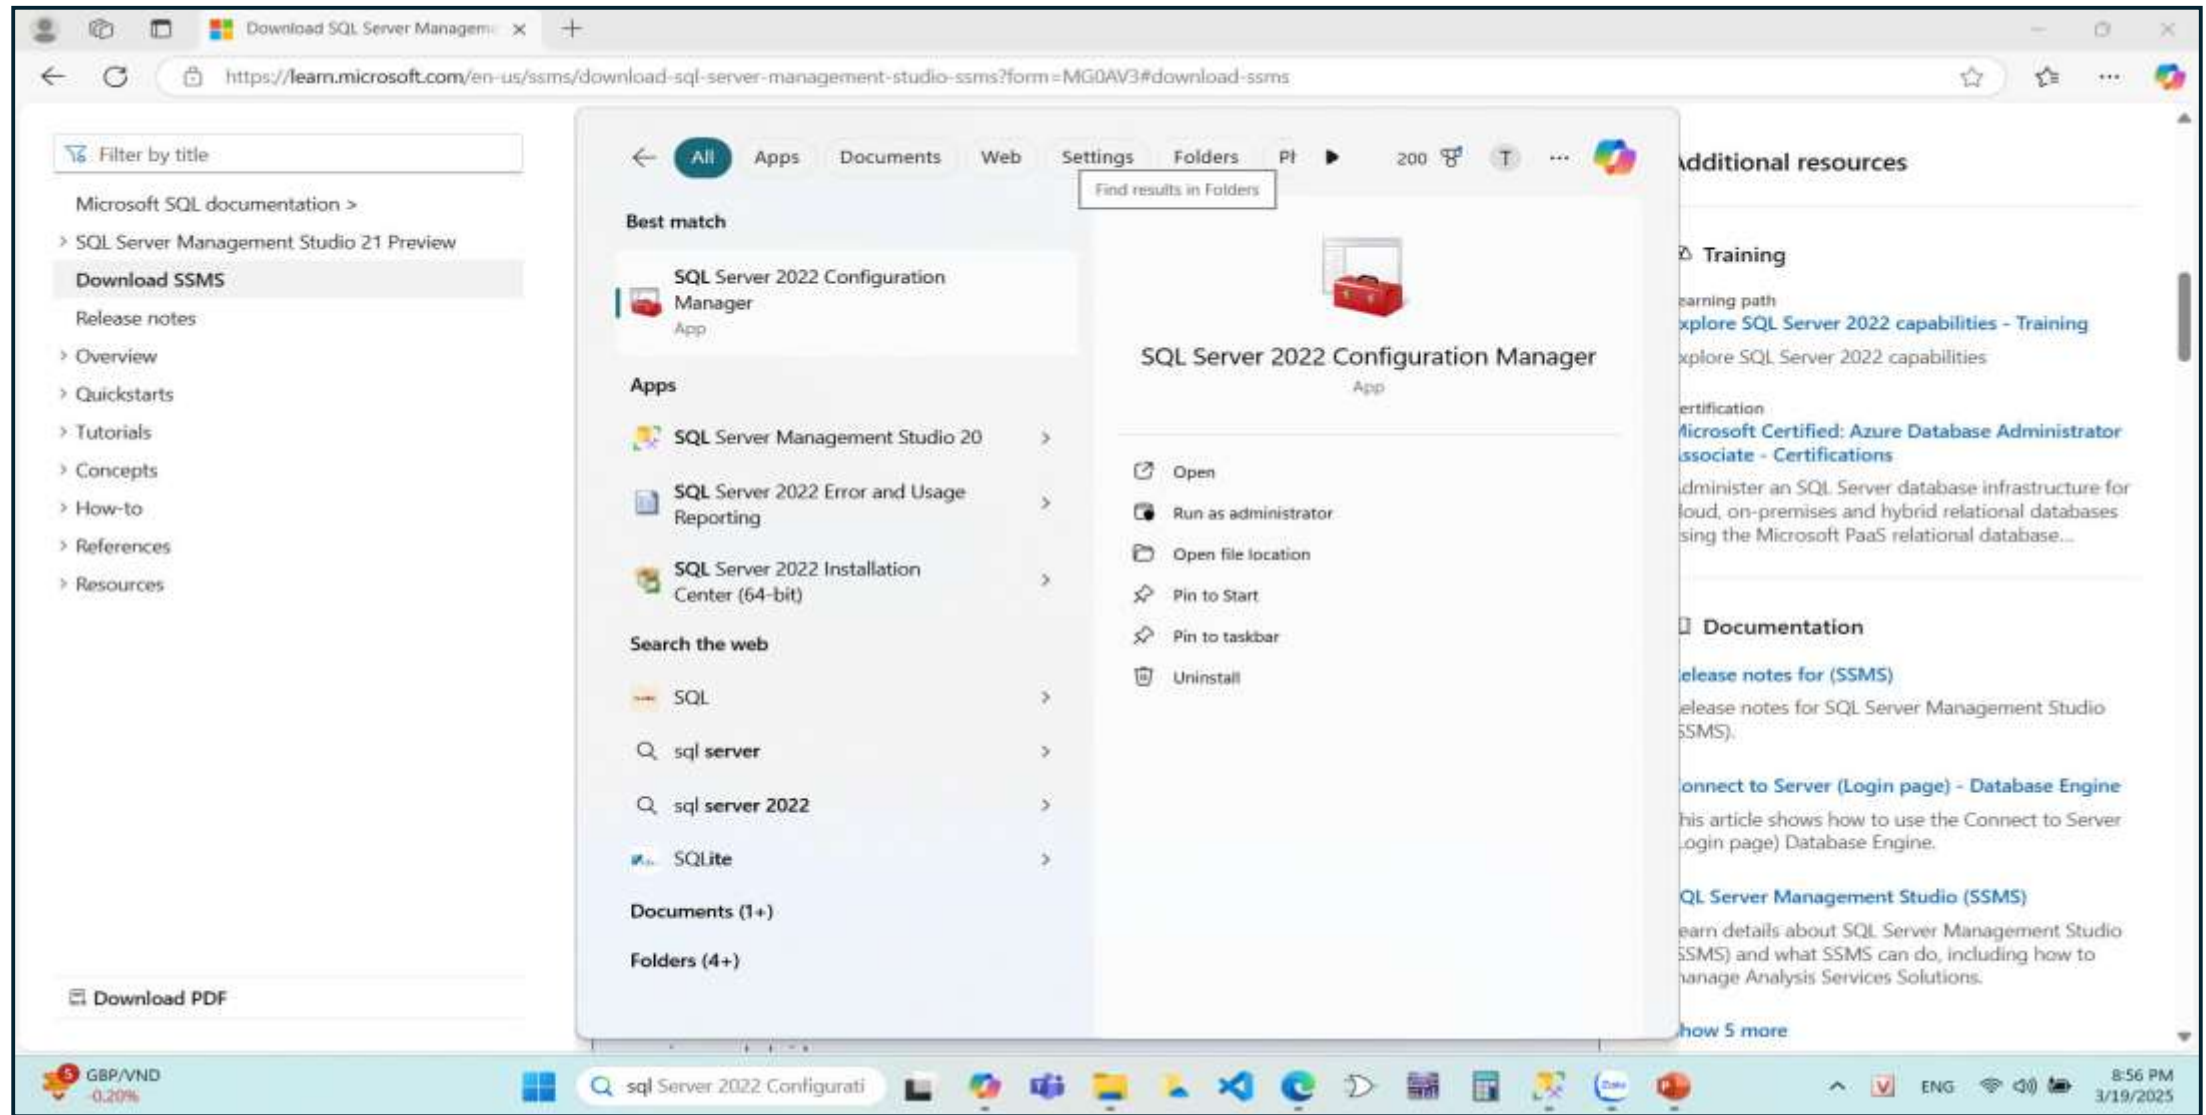 Download SQL Server Manageme
https://learn.microsoft.com/en-us/ssms/download-sql-server-management-studio-ssms?form=MG0AV3#download-ssms
Filter by title
Microsoft SQL documentation >
> SQL Server Management Studio 21 Preview
Download SSMS
Release notes
> Overview
> Quickstarts
> Tutorials
> Concepts
> How-to
> References
> Resources
Download PDF
All Apps Documents Web Settings Folders 200 T ...
Find results in Folders
Best match
SQL Server 2022 Configuration
Manager
App
Apps
SQL Server Management Studio 20 >
SQL Server 2022 Error and Usage
Reporting >
SQL Server 2022 Installation
Center (64-bit) >
Search the web
SQL >
sql server >
sql server 2022 >
SQLite >
Documents (1+)
Folders (4+)
SQL Server 2022 Configuration Manager
App
Open
Run as administrator
Open file location
Pin to Start
Pin to taskbar
Uninstall
Additional resources
Training
earning path
xplore SQL Server 2022 capabilities - Training
xplore SQL Server 2022 capabilities
ertification
Microsoft Certified: Azure Database Administrator
ssociate - Certifications
dminister an SQL Server database infrastructure for
loud, on-premises and hybrid relational databases
sing the Microsoft PaaS relational database...
Documentation
elease notes for (SSMS)
elease notes for SQL Server Management Studio
SSMS).
onnect to Server (Login page) - Database Engine
his article shows how to use the Connect to Server
Login page) Database Engine.
QL Server Management Studio (SSMS)
earn details about SQL Server Management Studio
SSMS) and what SSMS can do, including how to
manage Analysis Services Solutions.
how 5 more
5
GBP/VND
-0.20%
sql Server 2022 Configurati
V
ENG
8:56 PM
3/19/2025